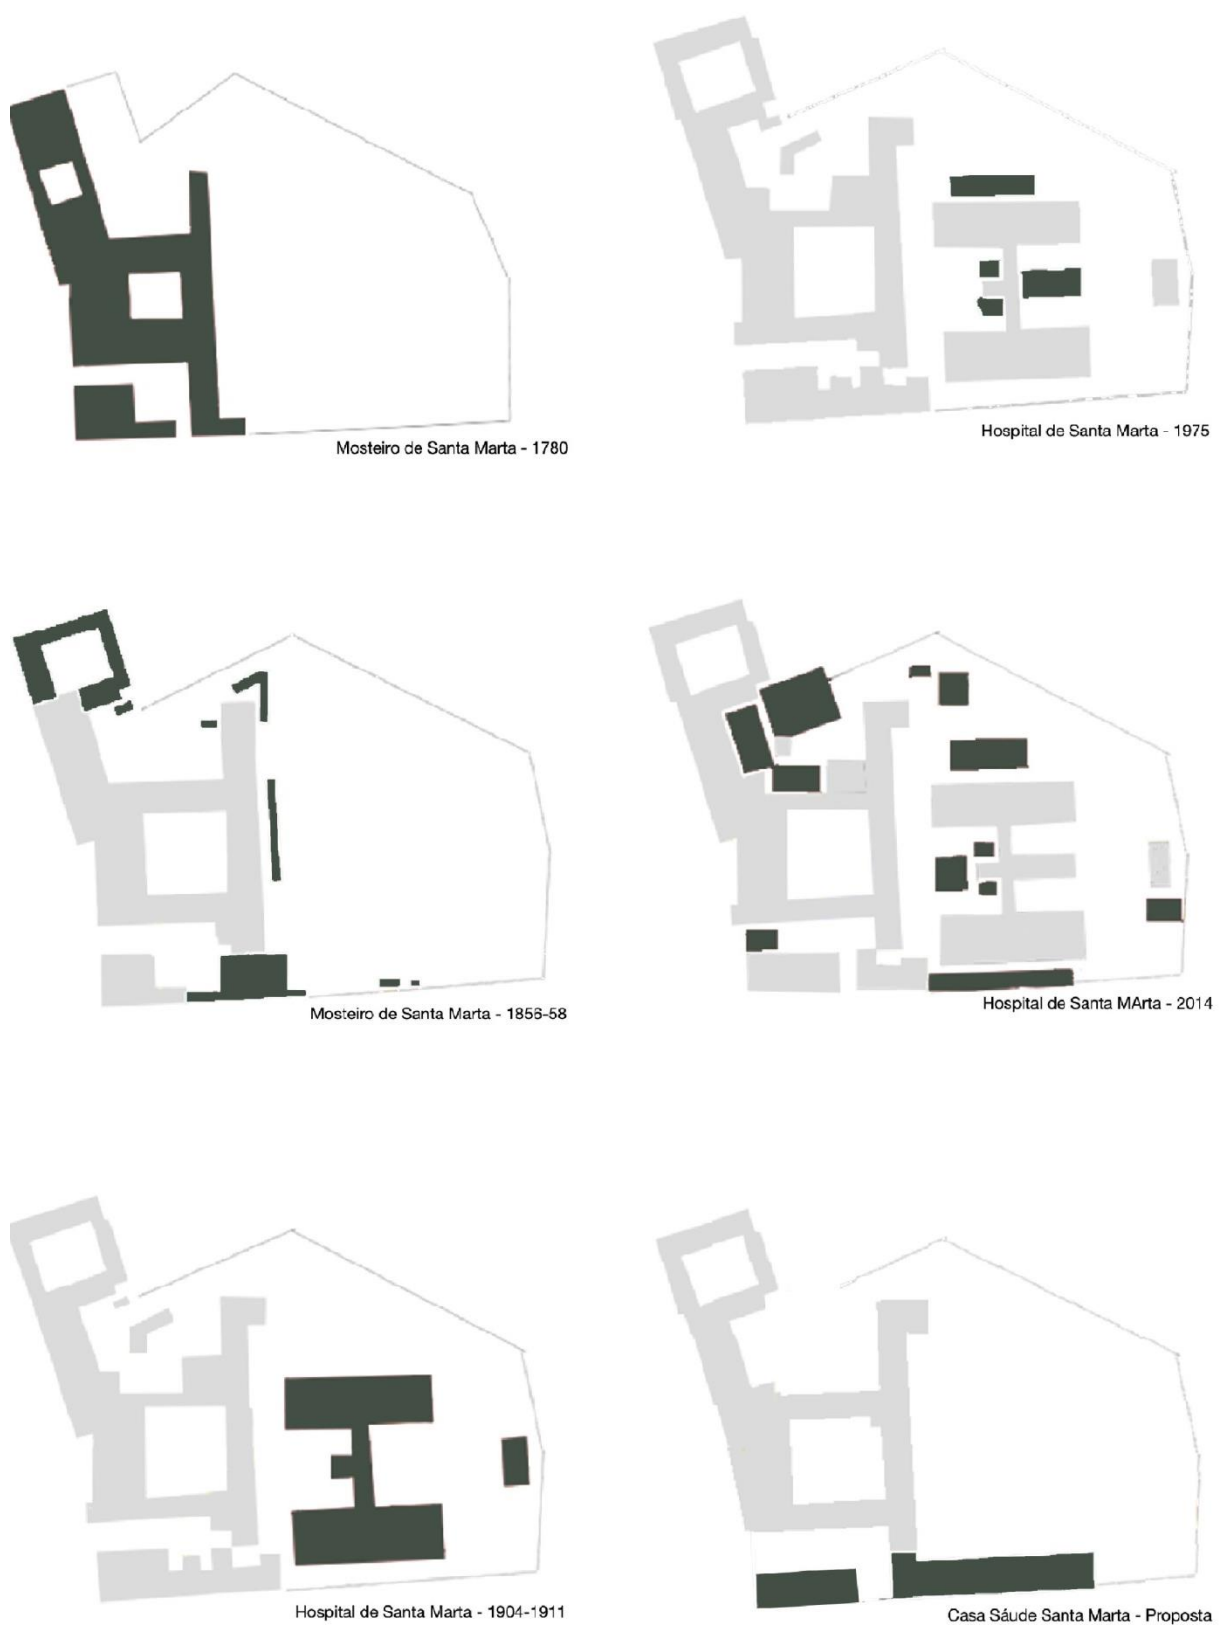 Mosteiro de Santa Marta - 1780
Hospital de Santa Marta - 1975
Mosteiro de Santa Marta - 1856-58
Hospital de Santa MArta - 2014
Hospital de Santa Marta - 1904-1911
Casa Sáude Santa Marta - Proposta